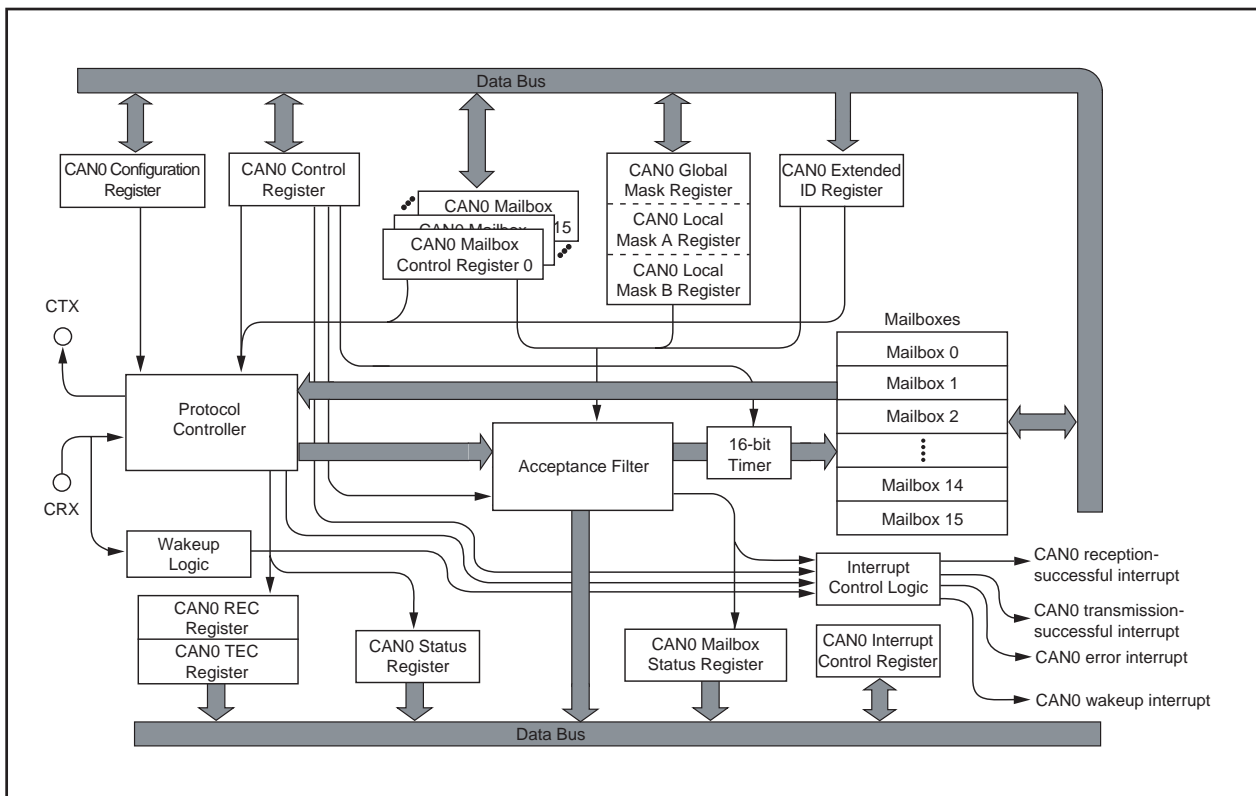 Data Bus
CAN0 Configuration
Register
CAN0 Control
Register
CAN0 Mailbox
15
CAN0 Mailbox
CAN0 Mailbox
Control Register 0
CAN0 Global
Mask Register
CAN0 Local
Mask A Register
CAN0 Local
Mask B Register
CAN0 Extended
ID Register
CTX
CRX
Protocol
Controller
Acceptance Filter
16-bit
Timer
Mailboxes
Mailbox 0
Mailbox 1
Mailbox 2
Mailbox 14
Mailbox 15
Wakeup
Logic
CAN0 REC
Register
CAN0 TEC
Register
CAN0 Status
Register
CAN0 Mailbox
Status Register
Interrupt
Control Logic
CAN0 Interrupt
Control Register
CAN0 reception-
successful interrupt
CAN0 transmission-
successful interrupt
CAN0 error interrupt
CAN0 wakeup interrupt
Data Bus